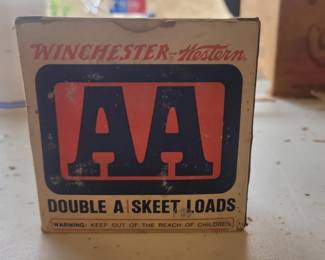 WINCHESTER-Western
AA
DOUBLE A | SKEET LOADS
WARNING: KEEP OUT OF THE REACH OF CHILDREN